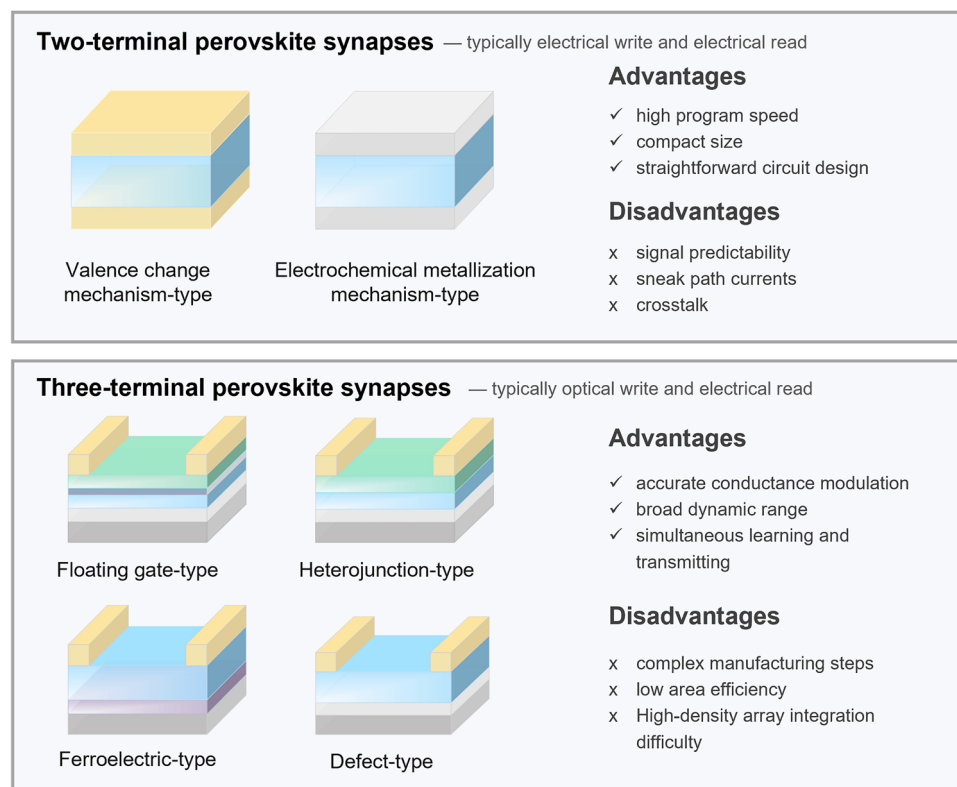 Two-terminal perovskite synapses — typically electrical write and electrical read
Valence change
mechanism-type
Electrochemical metallization
mechanism-type
Advantages
✓ high program speed
✓ compact size
✓ straightforward circuit design
Disadvantages
x signal predictability
x sneak path currents
x crosstalk
Three-terminal perovskite synapses — typically optical write and electrical read
Floating gate-type
Heterojunction-type
Ferroelectric-type
Defect-type
Advantages
✓ accurate conductance modulation
✓ broad dynamic range
✓ simultaneous learning and
transmitting
Disadvantages
x complex manufacturing steps
x low area efficiency
x High-density array integration
difficulty